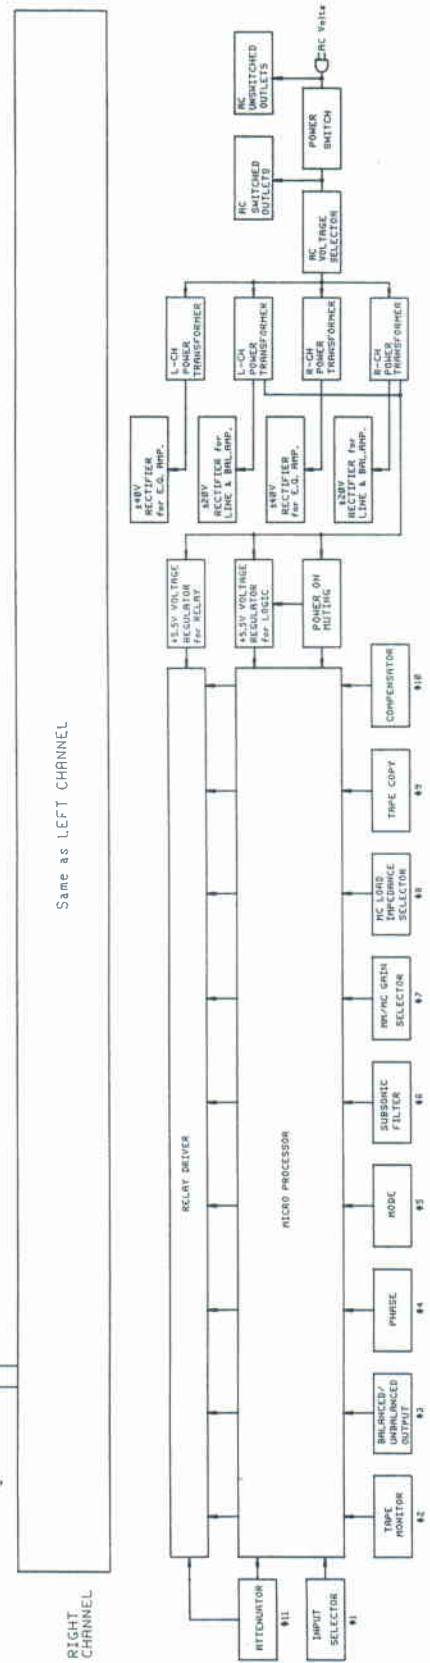 RIGHT
CHANNEL
Same as LEFT CHANNEL
ATTENUATOR
#11
INPUT
SELECTOR
#1
RELAY DRIVER
MICRO PROCESSOR
TAPE
MONITOR
#2
BALANCED/
UNBALANCED
OUTPUT
#3
PHASE
#4
MODE
#5
SUBSONIC
FILTER
#6
MM/MC GAIN
SELECTOR
#7
MC LOAD
IMPEDANCE
SELECTOR
#8
TAPE COPY
#9
COMPENSATOR
#10
+5.5V VOLTAGE
REGULATOR
for RELAY
+5.5V VOLTAGE
REGULATOR
for LOGIC
POWER ON
MUTING
±40V
RECTIFIER
for E.Q. AMP.
±20V
RECTIFIER for
LINE & BAL.AMP.
±40V
RECTIFIER
for E.Q. AMP.
±20V
RECTIFIER for
LINE & BAL.AMP.
L-CH
POWER
TRANSFORMER
L-CH
POWER
TRANSFORMER
R-CH
POWER
TRANSFORMER
R-CH
POWER
TRANSFORMER
AC
VOLTAGE
SELECTOR
AC
SWITCHED
OUTLETS
POWER
SWITCH
AC
UNSWITCHED
OUTLETS
AC Volts